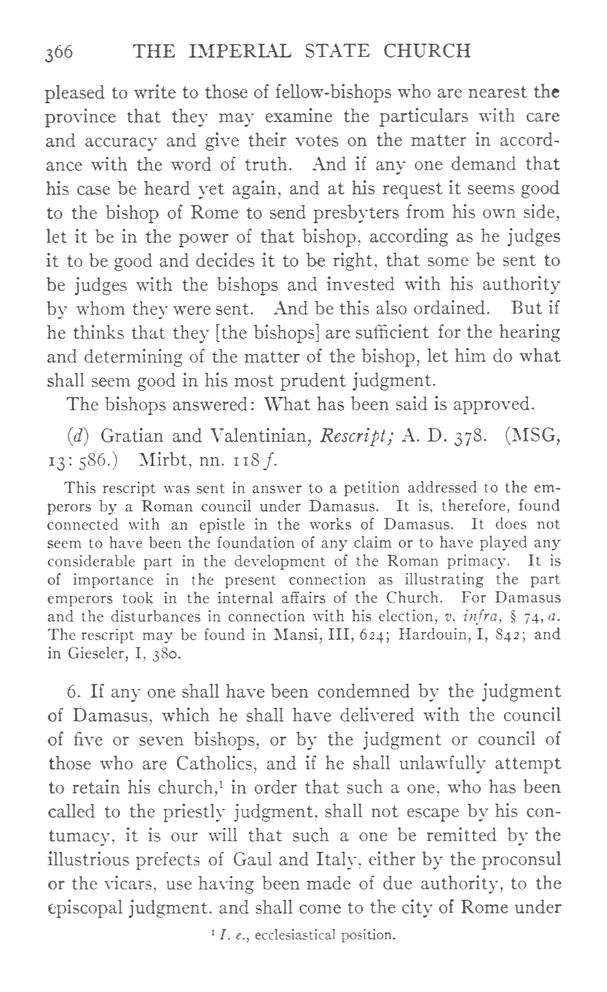 366 THE IMPERIAL STATE CHURCH
pleased to write to those of fellow-bishops who are nearest the
province that they may examine the particulars with care
and accuracy and give their votes on the matter in accord-
ance with the word of truth. And if any one demand that
his case be heard yet again, and at his request it seems good
to the bishop of Rome to send presbyters from his own side,
let it be in the power of that bishop, according as he judges
it to be good and decides it to be right, that some be sent to
be judges with the bishops and invested with his authority
by whom they were sent. And be this also ordained. But if
he thinks that they [the bishops] are sufficient for the hearing
and determining of the matter of the bishop, let him do what
shall seem good in his most prudent judgment.
The bishops answered: What has been said is approved.
(d) Gratian and Valentinian, Rescript; A. D. 378. (MSG,
13: 586.) Mirbt, nn. 118 f.
This rescript was sent in answer to a petition addressed to the em-
perors by a Roman council under Damasus. It is, therefore, found
connected with an epistle in the works of Damasus. It does not
seem to have been the foundation of any claim or to have played any
considerable part in the development of the Roman primacy. It is
of importance in the present connection as illustrating the part
emperors took in the internal affairs of the Church. For Damasus
and the disturbances in connection with his election, v. infra, § 74, a.
The rescript may be found in Mansi, III, 624; Hardouin, I, 842; and
in Gieseler, I, 380.
6. If any one shall have been condemned by the judgment
of Damasus, which he shall have delivered with the council
of five or seven bishops, or by the judgment or council of
those who are Catholics, and if he shall unlawfully attempt
to retain his church,¹ in order that such a one, who has been
called to the priestly judgment, shall not escape by his con-
tumacy, it is our will that such a one be remitted by the
illustrious prefects of Gaul and Italy, either by the proconsul
or the vicars, use having been made of due authority, to the
episcopal judgment, and shall come to the city of Rome under
¹ I. e., ecclesiastical position.